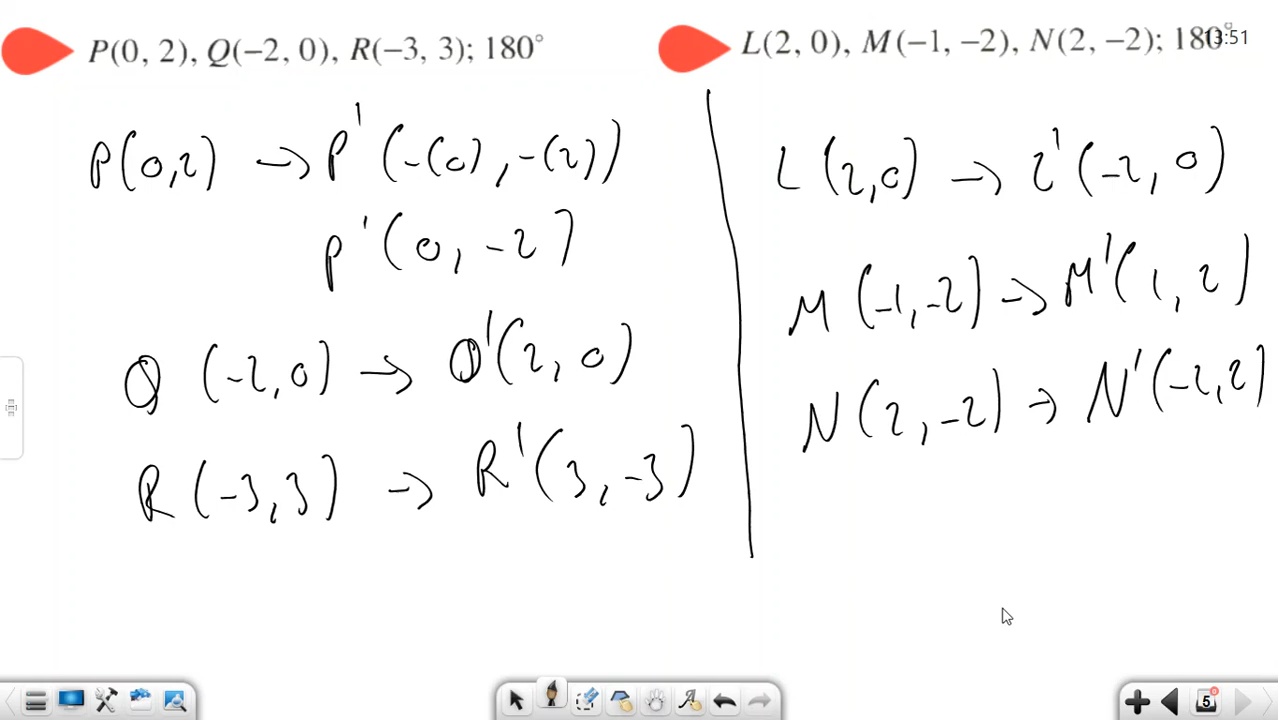 P(0, 2), Q(−2, 0), R(−3, 3); 180°
P(0,2) → P'(-(0), -(2))
P'(0, -2)
Q (-2,0) → Q'(2, 0)
R (-3,3) → R'(3, -3)
L(2, 0), M(−1, −2), N(2, −2); 180°
13:51
L (2,0) → L'(-2, 0)
M (-1,-2) → M'(1, 2)
N (2, -2) → N'(-2,2)
5